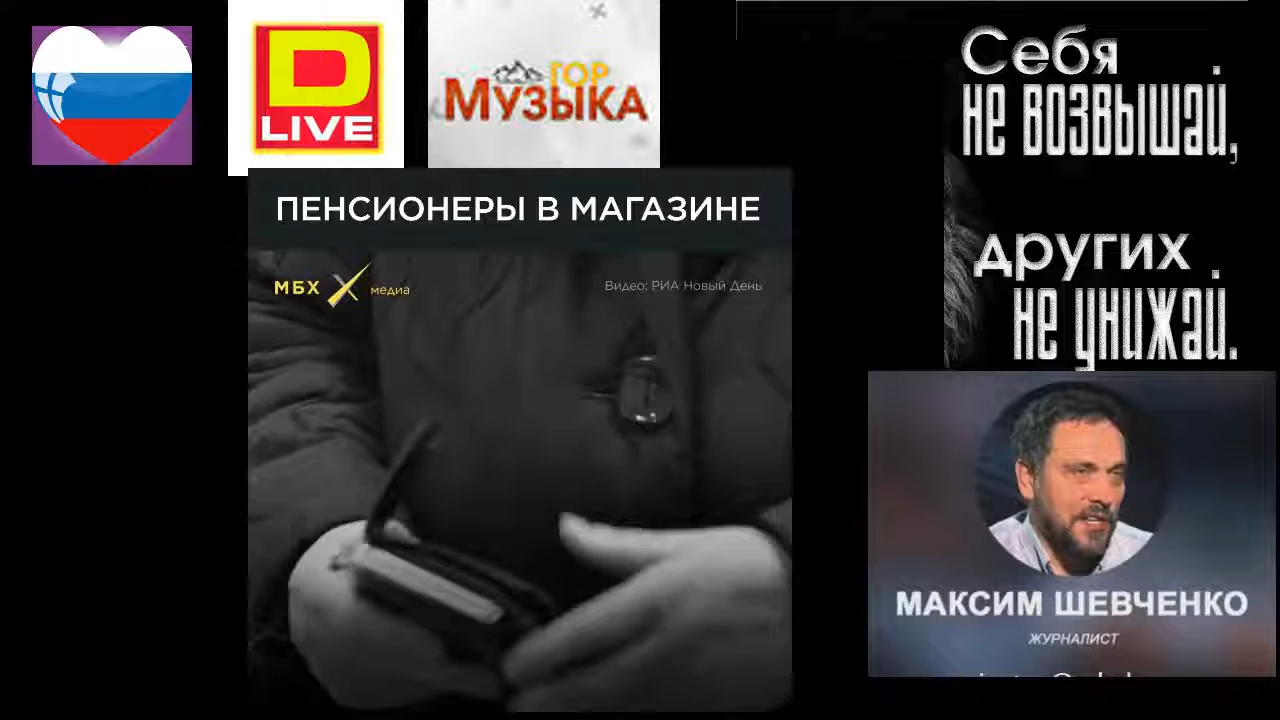 D
LIVE
ГОР
МУЗЫКА
Себя
не возвышай,
других
не унижай.
ПЕНСИОНЕРЫ В МАГАЗИНЕ
МБХ медиа
Видео: РИА Новый День
МАКСИМ ШЕВЧЕНКО
ЖУРНАЛИСТ